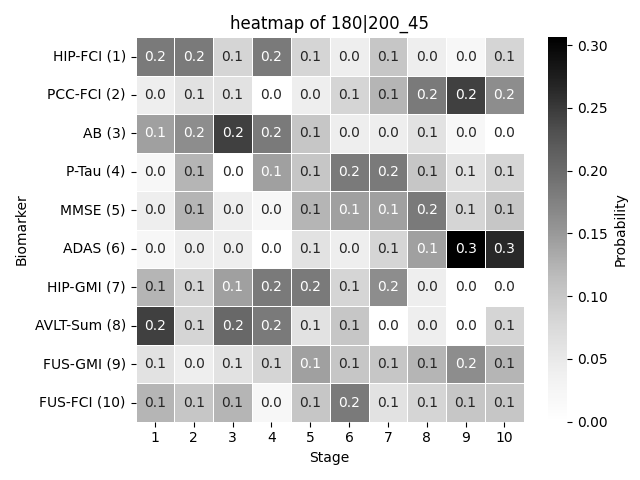 heatmap of 180|200_45
HIP-FCI (1) 0.2 0.2 0.1 0.2 0.1 0.0 0.1 0.0 0.0 0.1
PCC-FCI (2) 0.0 0.1 0.1 0.0 0.0 0.1 0.1 0.2 0.2 0.2
AB (3) 0.1 0.2 0.2 0.2 0.1 0.0 0.0 0.1 0.0 0.0
P-Tau (4) 0.0 0.1 0.0 0.1 0.1 0.2 0.2 0.1 0.1 0.1
MMSE (5) 0.0 0.1 0.0 0.0 0.1 0.1 0.1 0.2 0.1 0.1
ADAS (6) 0.0 0.0 0.0 0.0 0.1 0.0 0.1 0.1 0.3 0.3
HIP-GMI (7) 0.1 0.1 0.1 0.2 0.2 0.1 0.2 0.0 0.0 0.0
AVLT-Sum (8) 0.2 0.1 0.2 0.2 0.1 0.1 0.0 0.0 0.0 0.1
FUS-GMI (9) 0.1 0.0 0.1 0.1 0.1 0.1 0.1 0.1 0.2 0.1
FUS-FCI (10) 0.1 0.1 0.1 0.0 0.1 0.2 0.1 0.1 0.1 0.1
1 2 3 4 5 6 7 8 9 10
Stage
Biomarker
0.30
0.25
0.20
0.15
0.10
0.05
0.00
Probability